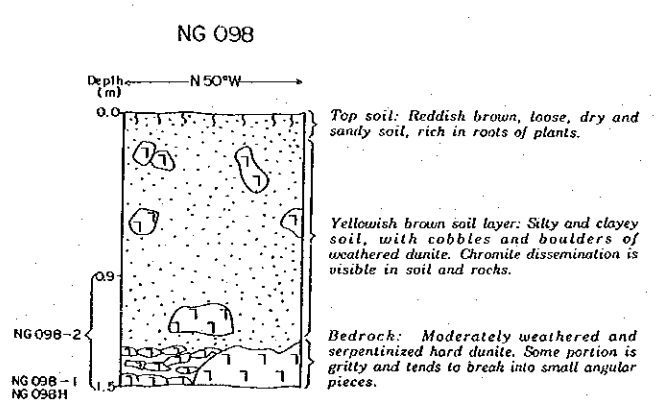 NG 098
Depth
(m)
N 50°W
0.0
Top soil: Reddish brown, loose, dry and
sandy soil, rich in roots of plants.
Yellowish brown soil layer: Silty and clayey
soil, with cobbles and boulders of
weathered dunite. Chromite dissemination is
visible in soil and rocks.
0.9
NG 098-2
Bedrock: Moderately weathered and
serpentinized hard dunite. Some portion is
gritty and tends to break into small angular
pieces.
NG 098-1
NG 098H
1.5